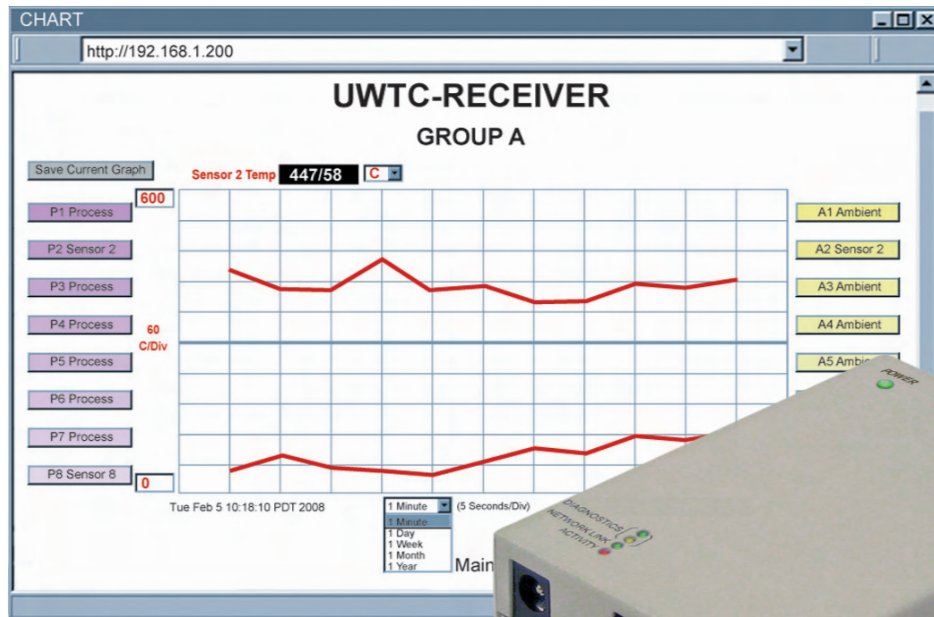 CHART
http://192.168.1.200
UWTC-RECEIVER
GROUP A
Save Current Graph
Sensor 2 Temp 447/58 C
600
P1 Process
P2 Sensor 2
P3 Process
P4 Process
P5 Process
P6 Process
P7 Process
P8 Sensor 8
60
C/Div
0
A1 Ambient
A2 Sensor 2
A3 Ambient
A4 Ambient
A5 Ambient
Tue Feb 5 10:18:10 PDT 2008
1 Minute (5 Seconds/Div)
1 Minute
1 Day
1 Week
1 Month
1 Year
Main
POWER
DIAGNOSTICS
NETWORK LINK
ACTIVITY